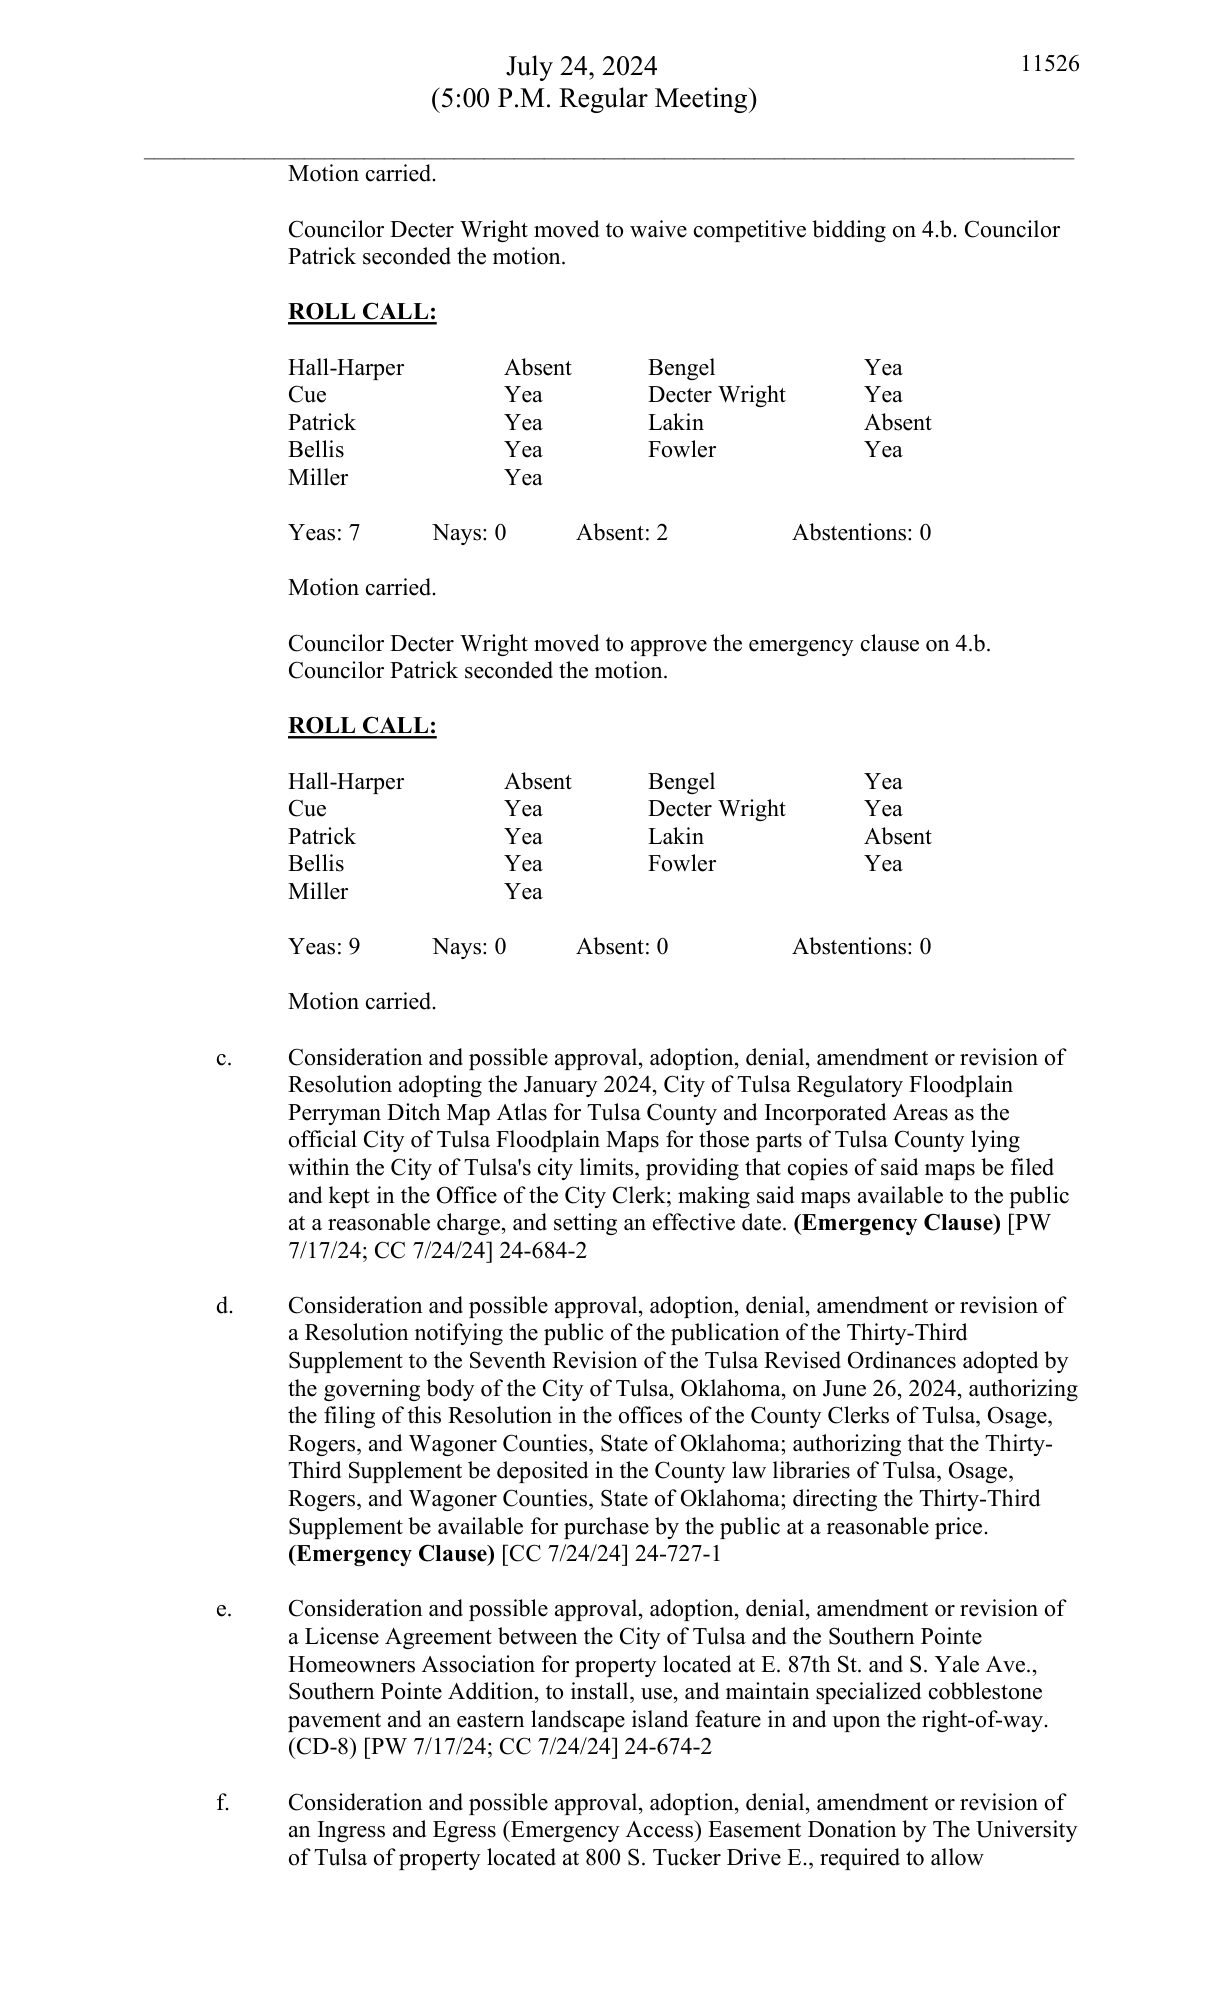 July 24, 2024
11526
(5:00 P.M. Regular Meeting)
Motion carried.
Councilor Decter Wright moved to waive competitive bidding on 4.b. Councilor
Patrick seconded the motion.
ROLL CALL:
Hall-Harper Absent Bengel Yea
Cue Yea Decter Wright Yea
Patrick Yea Lakin Absent
Bellis Yea Fowler Yea
Miller Yea
Yeas: 7 Nays: 0 Absent: 2 Abstentions: 0
Motion carried.
Councilor Decter Wright moved to approve the emergency clause on 4.b.
Councilor Patrick seconded the motion.
ROLL CALL:
Hall-Harper Absent Bengel Yea
Cue Yea Decter Wright Yea
Patrick Yea Lakin Absent
Bellis Yea Fowler Yea
Miller Yea
Yeas: 9 Nays: 0 Absent: 0 Abstentions: 0
Motion carried.
c. Consideration and possible approval, adoption, denial, amendment or revision of
Resolution adopting the January 2024, City of Tulsa Regulatory Floodplain
Perryman Ditch Map Atlas for Tulsa County and Incorporated Areas as the
official City of Tulsa Floodplain Maps for those parts of Tulsa County lying
within the City of Tulsa's city limits, providing that copies of said maps be filed
and kept in the Office of the City Clerk; making said maps available to the public
at a reasonable charge, and setting an effective date. (Emergency Clause) [PW
7/17/24; CC 7/24/24] 24-684-2
d. Consideration and possible approval, adoption, denial, amendment or revision of
a Resolution notifying the public of the publication of the Thirty-Third
Supplement to the Seventh Revision of the Tulsa Revised Ordinances adopted by
the governing body of the City of Tulsa, Oklahoma, on June 26, 2024, authorizing
the filing of this Resolution in the offices of the County Clerks of Tulsa, Osage,
Rogers, and Wagoner Counties, State of Oklahoma; authorizing that the Thirty-
Third Supplement be deposited in the County law libraries of Tulsa, Osage,
Rogers, and Wagoner Counties, State of Oklahoma; directing the Thirty-Third
Supplement be available for purchase by the public at a reasonable price.
(Emergency Clause) [CC 7/24/24] 24-727-1
e. Consideration and possible approval, adoption, denial, amendment or revision of
a License Agreement between the City of Tulsa and the Southern Pointe
Homeowners Association for property located at E. 87th St. and S. Yale Ave.,
Southern Pointe Addition, to install, use, and maintain specialized cobblestone
pavement and an eastern landscape island feature in and upon the right-of-way.
(CD-8) [PW 7/17/24; CC 7/24/24] 24-674-2
f. Consideration and possible approval, adoption, denial, amendment or revision of
an Ingress and Egress (Emergency Access) Easement Donation by The University
of Tulsa of property located at 800 S. Tucker Drive E., required to allow